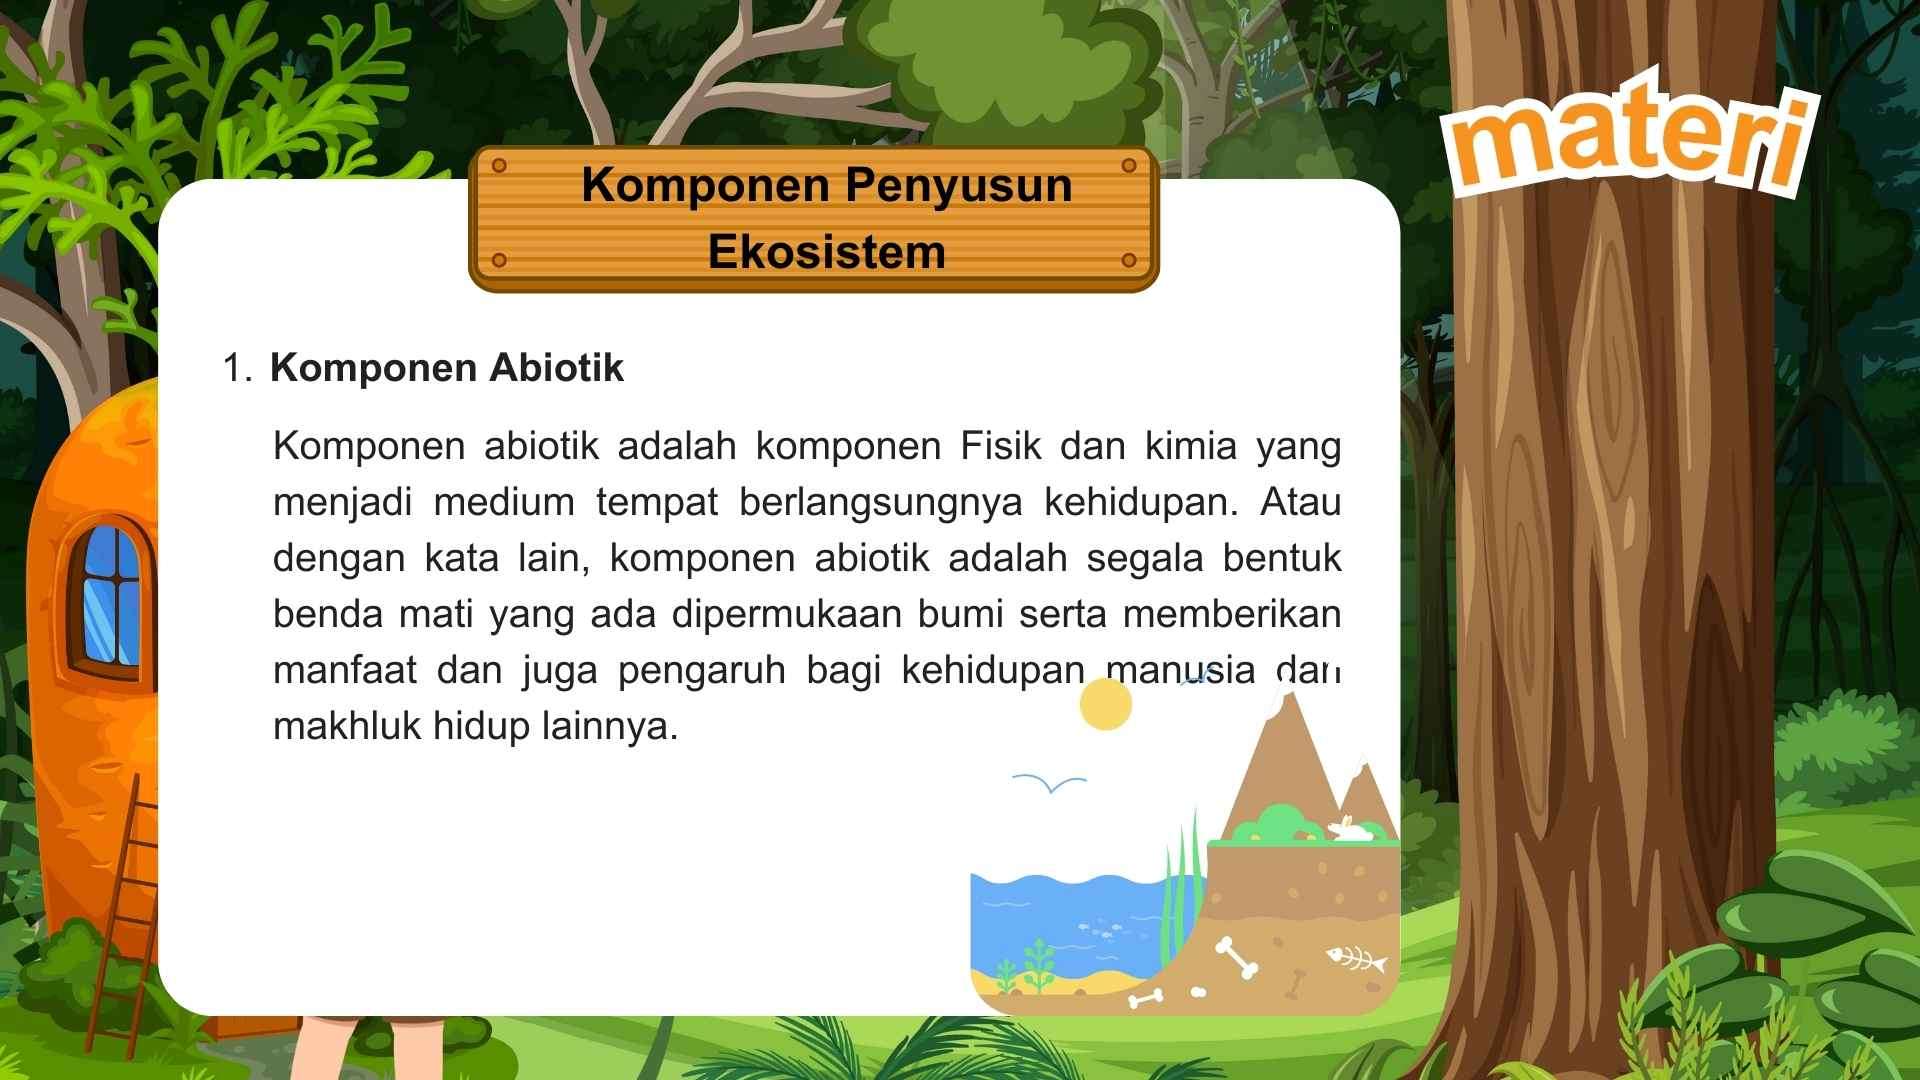 materi
Komponen Penyusun
Ekosistem
1. Komponen Abiotik
Komponen abiotik adalah komponen Fisik dan kimia yang
menjadi medium tempat berlangsungnya kehidupan. Atau
dengan kata lain, komponen abiotik adalah segala bentuk
benda mati yang ada dipermukaan bumi serta memberikan
manfaat dan juga pengaruh bagi kehidupan manusia dan
makhluk hidup lainnya.